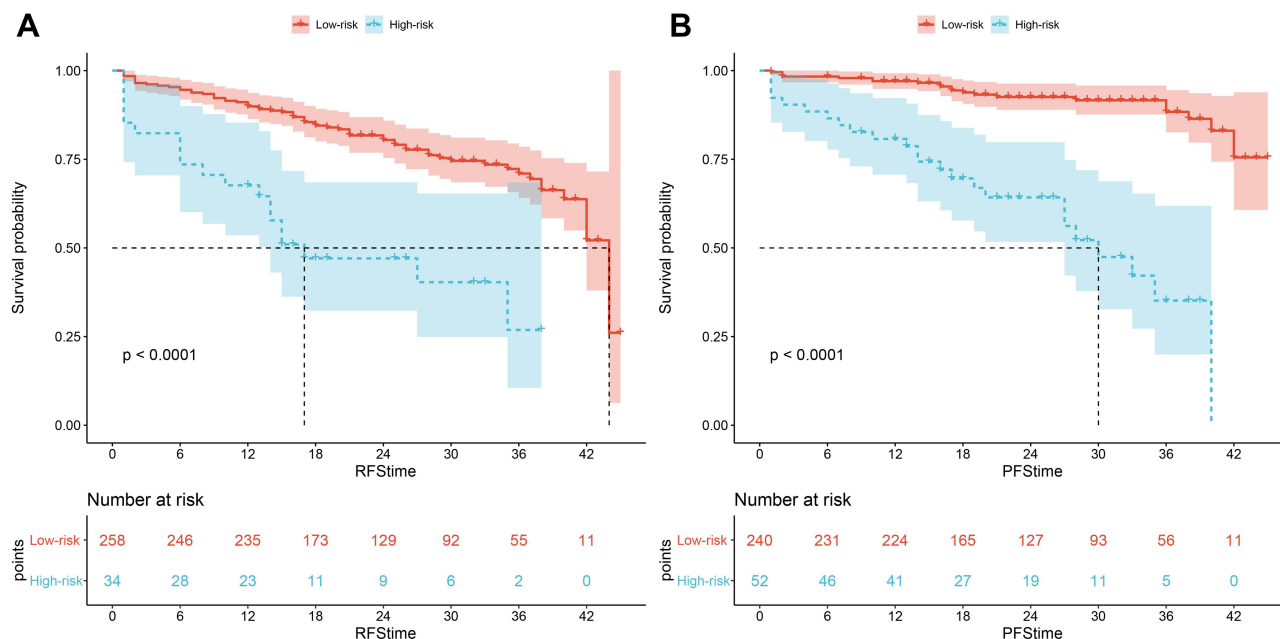 A
Low-risk High-risk
1.00
0.75
0.50
0.25
0.00
Survival probability
p < 0.0001
0 6 12 18 24 30 36 42
RFStime
Number at risk
points
Low-risk 258 246 235 173 129 92 55 11
High-risk 34 28 23 11 9 6 2 0
0 6 12 18 24 30 36 42
RFStime
B
Low-risk High-risk
1.00
0.75
0.50
0.25
0.00
Survival probability
p < 0.0001
0 6 12 18 24 30 36 42
PFStime
Number at risk
points
Low-risk 240 231 224 165 127 93 56 11
High-risk 52 46 41 27 19 11 5 0
0 6 12 18 24 30 36 42
PFStime